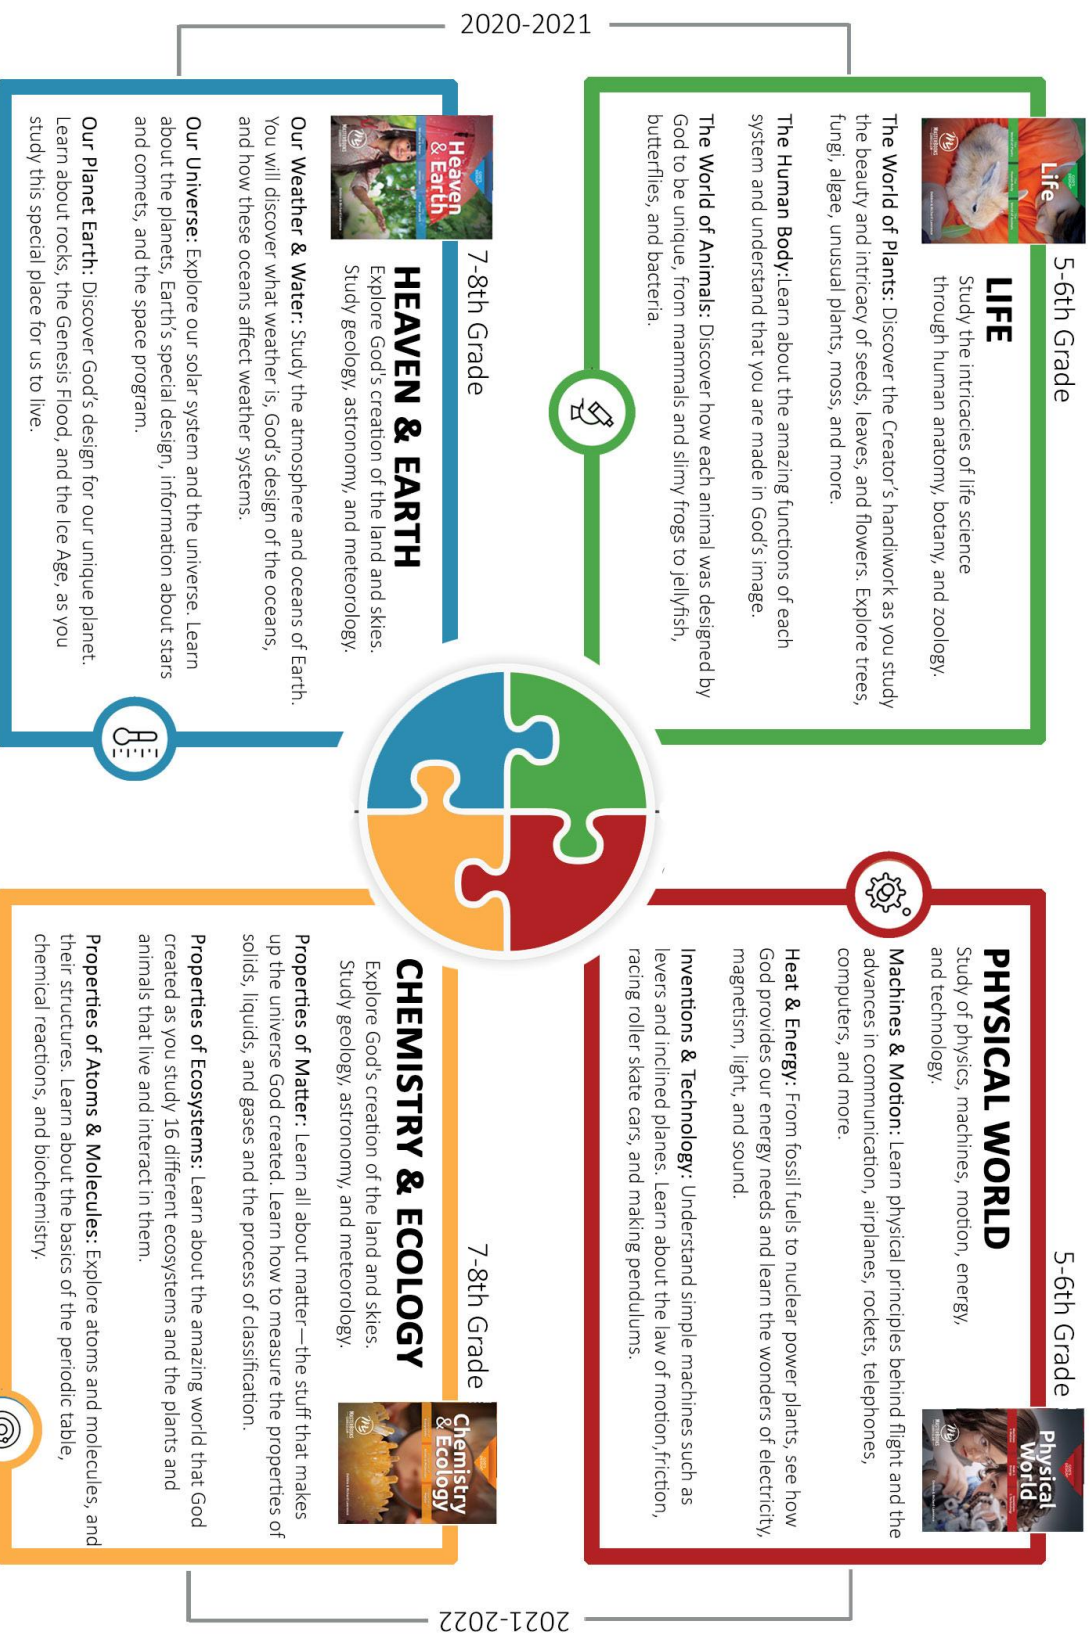 2020-2021
5-6th Grade
Life
LIFE
Study the intricacies of life science
through human anatomy, botany, and zoology.
The World of Plants: Discover the Creator's handiwork as you study
the beauty and intricacy of seeds, leaves, and flowers. Explore trees,
fungi, algae, unusual plants, moss, and more.
The Human Body:Learn about the amazing functions of each
system and understand that you are made in God's image.
The World of Animals: Discover how each animal was designed by
God to be unique, from mammals and slimy frogs to jellyfish,
butterflies, and bacteria.
7-8th Grade
Heaven
& Earth
HEAVEN & EARTH
Explore God's creation of the land and skies.
Study geology, astronomy, and meteorology.
Our Weather & Water: Study the atmosphere and oceans of Earth.
You will discover what weather is, God's design of the oceans,
and how these oceans affect weather systems.
Our Universe: Explore our solar system and the universe. Learn
about the planets, Earth's special design, information about stars
and comets, and the space program.
Our Planet Earth: Discover God's design for our unique planet.
Learn about rocks, the Genesis Flood, and the Ice Age, as you
study this special place for us to live.
5-6th Grade
Physical
World
PHYSICAL WORLD
Study of physics, machines, motion, energy,
and technology.
Machines & Motion: Learn physical principles behind flight and the
advances in communication, airplanes, rockets, telephones,
computers, and more.
Heat & Energy: From fossil fuels to nuclear power plants, see how
God provides our energy needs and learn the wonders of electricity,
magnetism, light, and sound.
Inventions & Technology: Understand simple machines such as
levers and inclined planes. Learn about the law of motion,friction,
racing roller skate cars, and making pendulums.
7-8th Grade
Chemistry
& Ecology
CHEMISTRY & ECOLOGY
Explore God's creation of the land and skies.
Study geology, astronomy, and meteorology.
Properties of Matter: Learn all about matter—the stuff that makes
up the universe God created. Learn how to measure the properties of
solids, liquids, and gases and the process of classification.
Properties of Ecosystems: Learn about the amazing world that God
created as you study 16 different ecosystems and the plants and
animals that live and interact in them.
Properties of Atoms & Molecules: Explore atoms and molecules, and
their structures. Learn about the basics of the periodic table,
chemical reactions, and biochemistry.
2021-2022